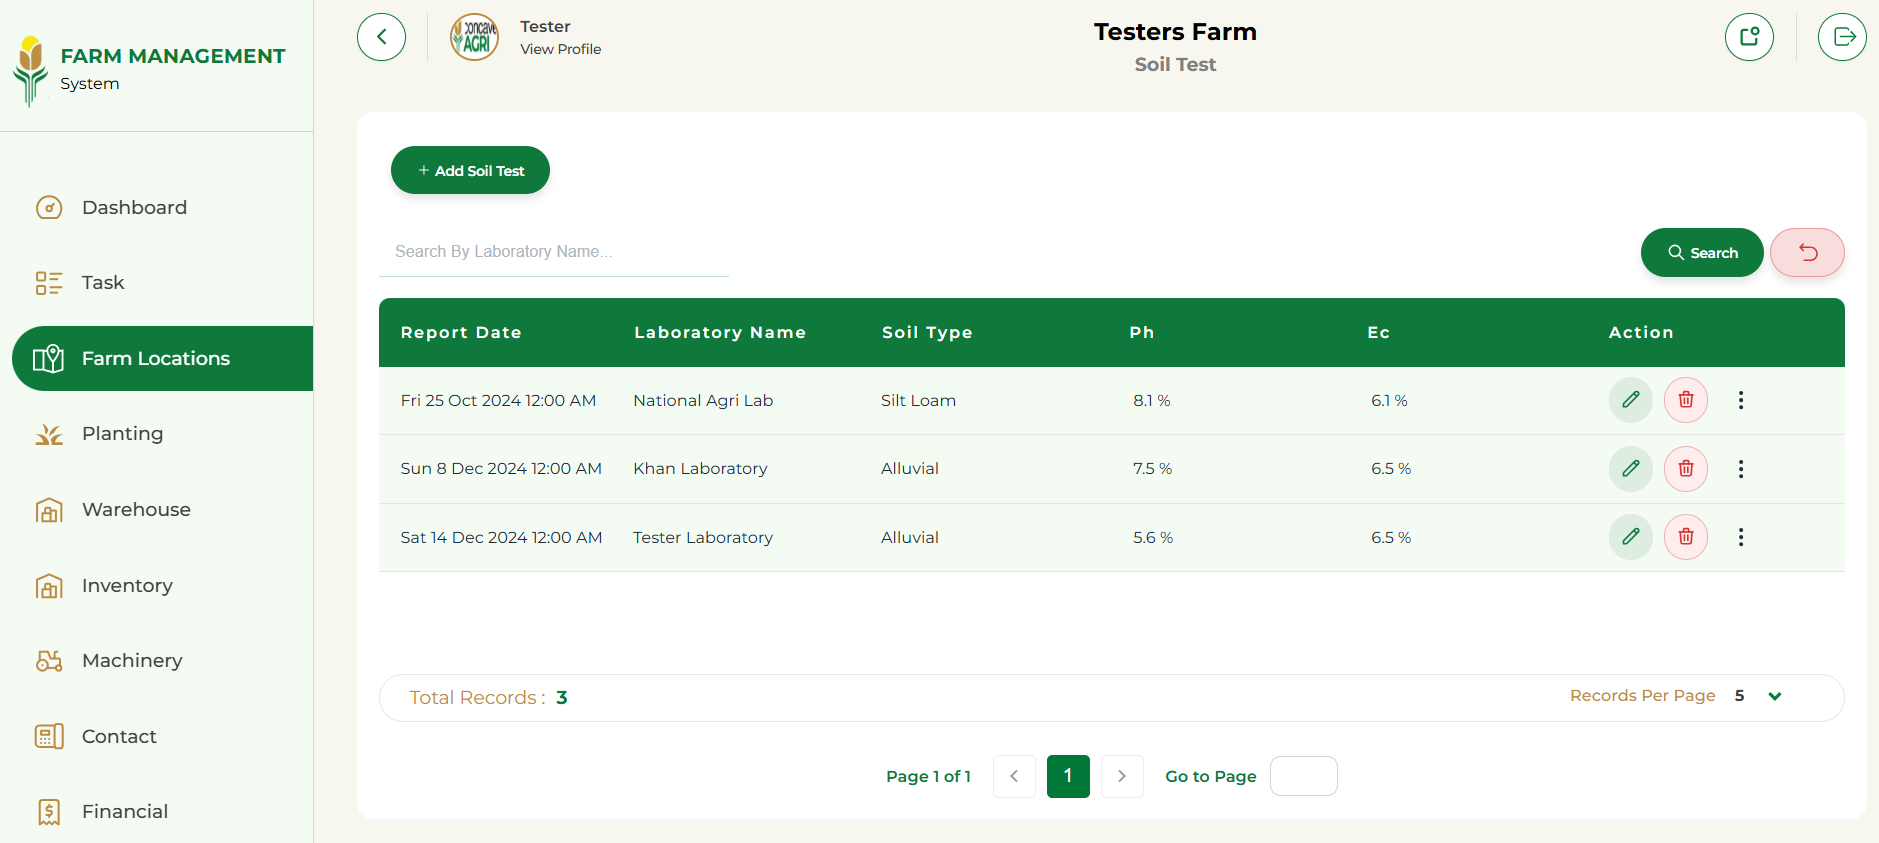 FARM MANAGEMENT
System
Dashboard
Task
Farm Locations
Planting
Warehouse
Inventory
Machinery
Contact
Financial
CONCAVE
AGRI
Tester
View Profile
Testers Farm
Soil Test
+ Add Soil Test
Search By Laboratory Name...
Search
Report Date Laboratory Name Soil Type Ph Ec Action
Fri 25 Oct 2024 12:00 AM National Agri Lab Silt Loam 8.1 % 6.1 %
Sun 8 Dec 2024 12:00 AM Khan Laboratory Alluvial 7.5 % 6.5 %
Sat 14 Dec 2024 12:00 AM Tester Laboratory Alluvial 5.6 % 6.5 %
Total Records : 3
Records Per Page 5
Page 1 of 1 1 Go to Page